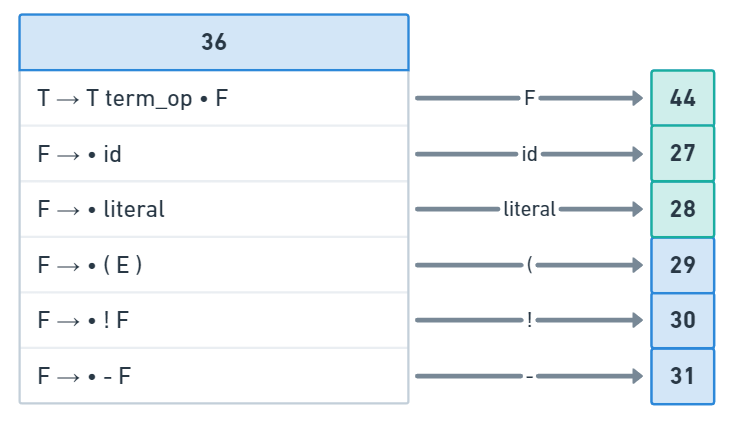 36
T → T term_op • F F 44
F → • id id 27
F → • literal literal 28
F → • ( E ) ( 29
F → • ! F ! 30
F → • - F - 31